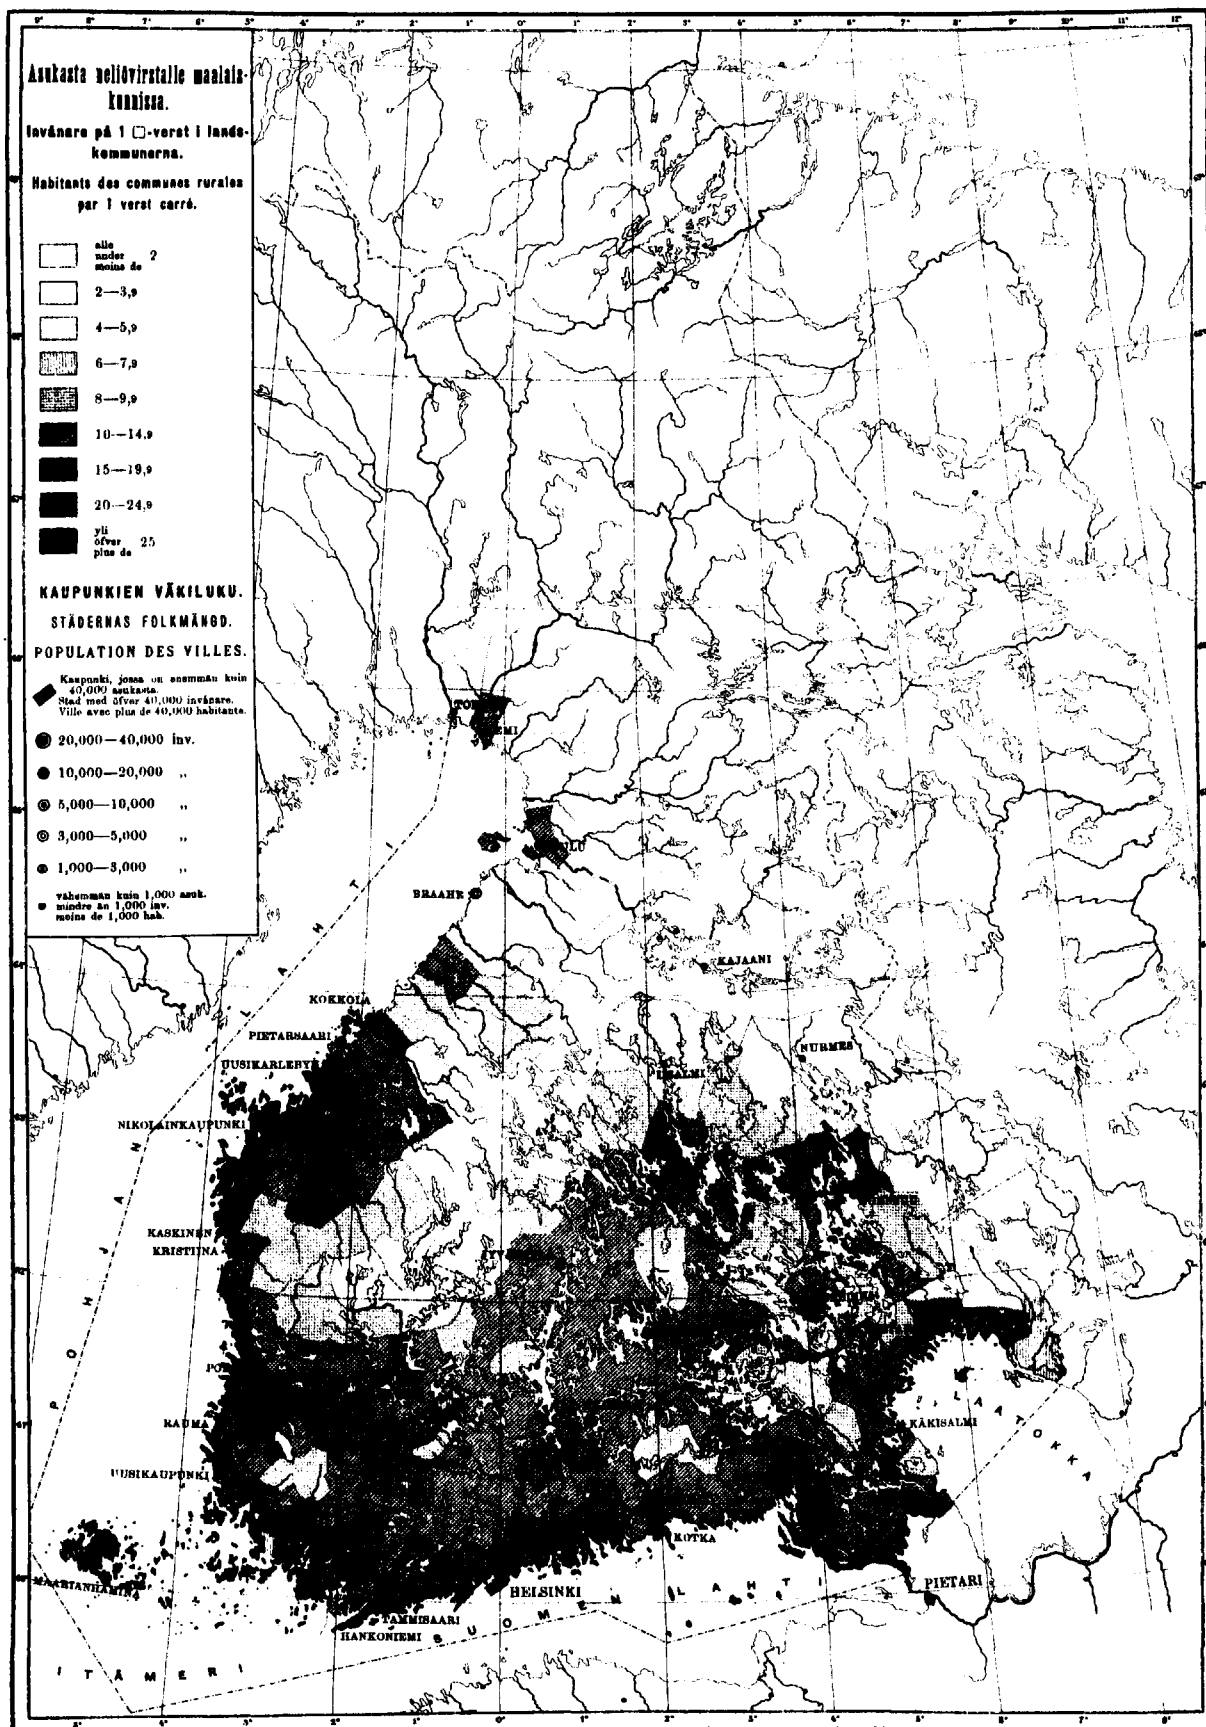 Asukasta neliövirstalle maalais-
kunnissa.
Invånare på 1 □-verst i lands-
kommunerna.
Habitants des communes rurales
par 1 verst carré.
alle
under 2
moins de
2—3,9
4—5,9
6—7,9
8—9,9
10—14,9
15—19,9
20—24,9
yli
öfver 25
plus de
KAUPUNKIEN VÄKILUKU.
STÄDERNAS FOLKMÄNGD.
POPULATION DES VILLES.
Kaupunki, jossa on enemmän kuin
40,000 asukasta.
Stad med öfver 40,000 invånare.
Ville avec plus de 40,000 habitants.
20,000—40,000 inv.
10,000—20,000 „
5,000—10,000 „
3,000—5,000 „
1,000—3,000 „
vähemmän kuin 1,000 asuk.
mindre än 1,000 inv.
moins de 1,000 hab.
BRAAHE
KAJAANI
KOKKOLA
PIETARSAARI
UUSIKARLEBY
NURMES
NIKOLAINKAUPUNKI
KASKINEN
KRISTIINA
RAUMA
KÄKISALMI
UUSIKAUPUNKI
KOTKA
MAARIANHAMINA
HELSINKI
PIETARI
TAMMISAARI
HANKONIEMI
POHJANLAHTI
LAATOKKA
SUOMENLAHTI
ITÄMERI